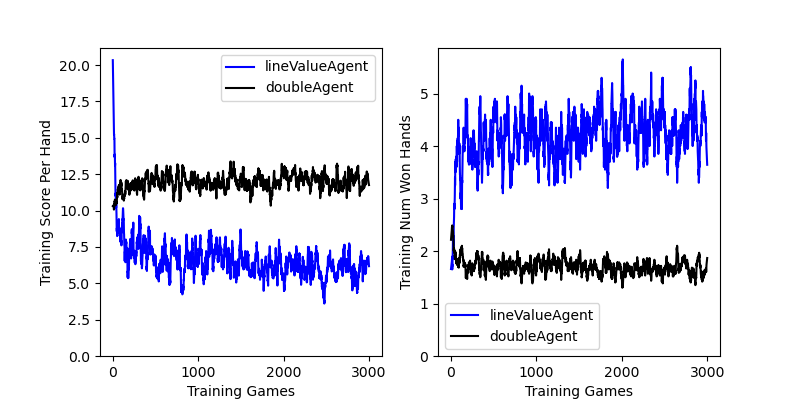 Training Score Per Hand
20.0
17.5
15.0
12.5
10.0
7.5
5.0
2.5
0.0
0
1000
2000
3000
Training Games
lineValueAgent
doubleAgent
Training Num Won Hands
5
4
3
2
1
0
0
1000
2000
3000
Training Games
lineValueAgent
doubleAgent